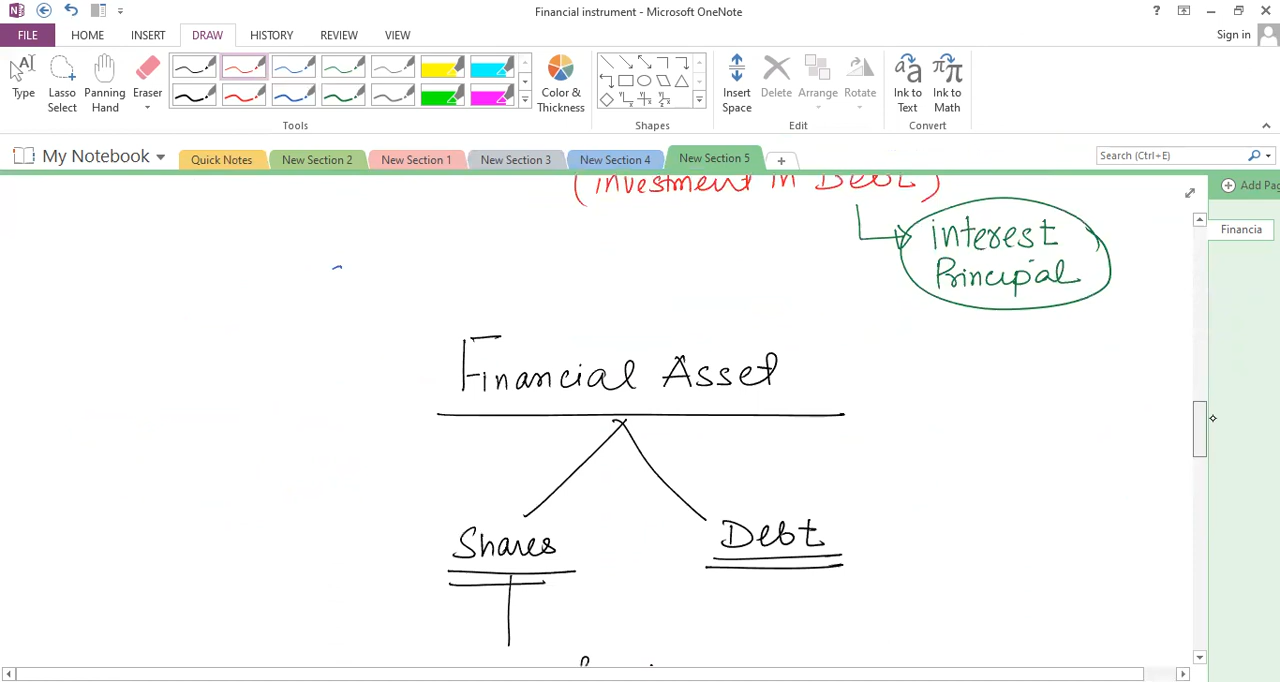 Financial instrument - Microsoft OneNote
?
FILE HOME INSERT DRAW HISTORY REVIEW VIEW
Sign in
Type
Lasso Select
Panning Hand
Eraser
Color & Thickness
Insert Space
Delete
Arrange
Rotate
Ink to Text
Ink to Math
Tools
Shapes
Edit
Convert
My Notebook
Quick Notes
New Section 2
New Section 1
New Section 3
New Section 4
New Section 5
Search (Ctrl+E)
Add Pag
Financia
(investment in Debt)
interest
Principal
Financial Asset
Shares
Debt